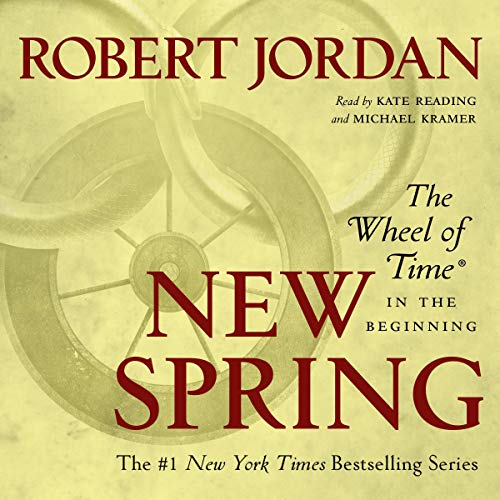 ROBERT JORDAN
Read by KATE READING
and MICHAEL KRAMER
The
Wheel of
Time®
IN THE
BEGINNING
NEW
SPRING
The #1 New York Times Bestselling Series